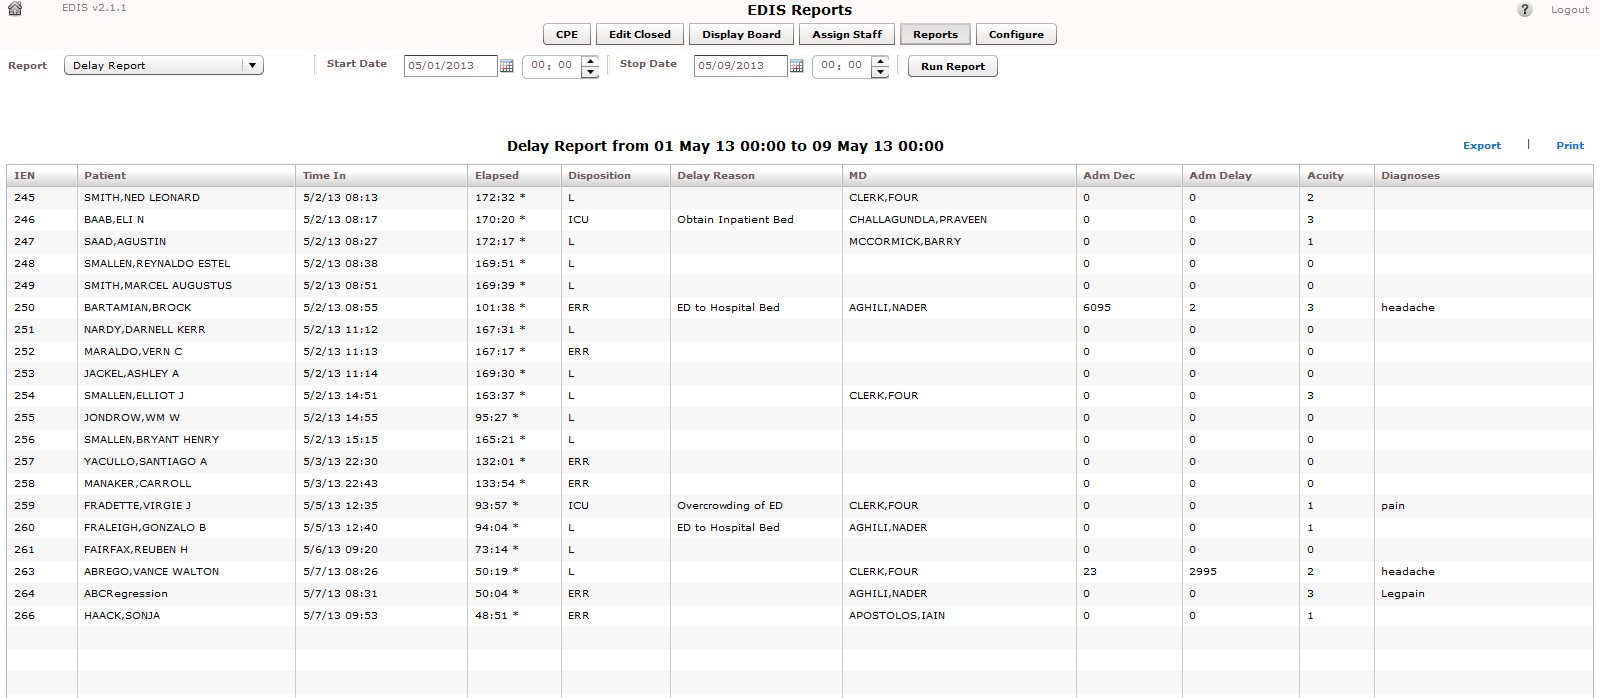 EDIS v2.1.1 EDIS Reports ? Logout
CPE Edit Closed Display Board Assign Staff Reports Configure
Report Delay Report Start Date 05/01/2013 00 : 00 Stop Date 05/09/2013 00 : 00 Run Report
Delay Report from 01 May 13 00:00 to 09 May 13 00:00 Export | Print
IEN Patient Time In Elapsed Disposition Delay Reason MD Adm Dec Adm Delay Acuity Diagnoses
245 SMITH,NED LEONARD 5/2/13 08:13 172:32 * L CLERK,FOUR 0 0 2
246 BAAB,ELI N 5/2/13 08:17 170:20 * ICU Obtain Inpatient Bed CHALLAGUNDLA,PRAVEEN 0 0 3
247 SAAD,AGUSTIN 5/2/13 08:27 172:17 * L MCCORMICK,BARRY 0 0 1
248 SMALLEN,REYNALDO ESTEL 5/2/13 08:38 169:51 * L 0 0 0
249 SMITH,MARCEL AUGUSTUS 5/2/13 08:51 169:39 * L 0 0 0
250 BARTAMIAN,BROCK 5/2/13 08:55 101:38 * ERR ED to Hospital Bed AGHILI,NADER 6095 2 3 headache
251 NARDY,DARNELL KERR 5/2/13 11:12 167:31 * L 0 0 0
252 MARALDO,VERN C 5/2/13 11:13 167:17 * ERR 0 0 0
253 JACKEL,ASHLEY A 5/2/13 11:14 169:30 * L 0 0 0
254 SMALLEN,ELLIOT J 5/2/13 14:51 163:37 * L CLERK,FOUR 0 0 3
255 JONDROW,WM W 5/2/13 14:55 95:27 * L 0 0 0
256 SMALLEN,BRYANT HENRY 5/2/13 15:15 165:21 * L 0 0 0
257 YACULLO,SANTIAGO A 5/3/13 22:30 132:01 * ERR 0 0 0
258 MANAKER,CARROLL 5/3/13 22:43 133:54 * ERR 0 0 0
259 FRADETTE,VIRGIE J 5/5/13 12:35 93:57 * ICU Overcrowding of ED CLERK,FOUR 0 0 1 pain
260 FRALEIGH,GONZALO B 5/5/13 12:40 94:04 * L ED to Hospital Bed AGHILI,NADER 0 0 1
261 FAIRFAX,REUBEN H 5/6/13 09:20 73:14 * L 0 0 0
263 ABREGO,VANCE WALTON 5/7/13 08:26 50:19 * L CLERK,FOUR 23 2995 2 headache
264 ABCRegression 5/7/13 08:31 50:04 * ERR AGHILI,NADER 0 0 3 Legpain
266 HAACK,SONJA 5/7/13 09:53 48:51 * ERR APOSTOLOS,IAIN 0 0 1